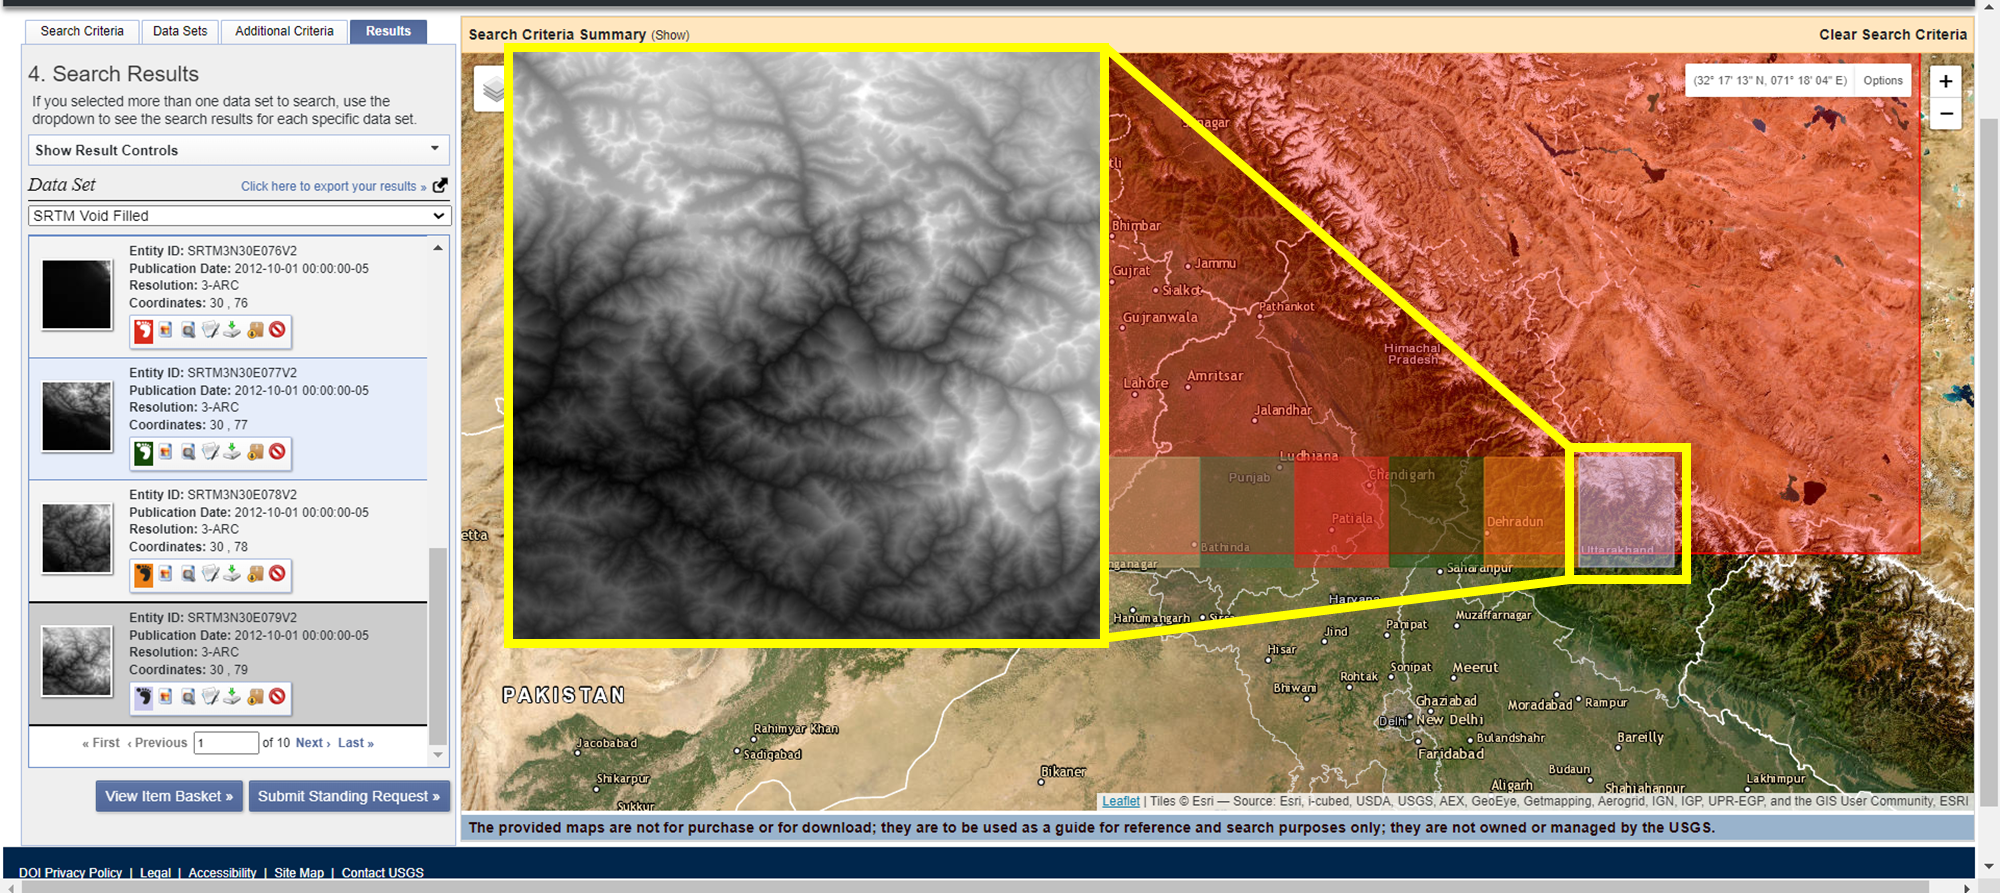 Search Criteria
Data Sets
Additional Criteria
Results
4. Search Results
If you selected more than one data set to search, use the
dropdown to see the search results for each specific data set.
Show Result Controls
Data Set
Click here to export your results »
SRTM Void Filled
Entity ID: SRTM3N30E076V2
Publication Date: 2012-10-01 00:00:00-05
Resolution: 3-ARC
Coordinates: 30 , 76
Entity ID: SRTM3N30E077V2
Publication Date: 2012-10-01 00:00:00-05
Resolution: 3-ARC
Coordinates: 30 , 77
Entity ID: SRTM3N30E078V2
Publication Date: 2012-10-01 00:00:00-05
Resolution: 3-ARC
Coordinates: 30 , 78
Entity ID: SRTM3N30E079V2
Publication Date: 2012-10-01 00:00:00-05
Resolution: 3-ARC
Coordinates: 30 , 79
« First ‹ Previous 1 of 10 Next › Last »
View Item Basket »
Submit Standing Request »
Search Criteria Summary (Show)
Clear Search Criteria
(32° 17' 13" N, 071° 18' 04" E)
Options
+
−
Bhimbar
Gujrat
Jammu
Sialkot
Pathankot
Gujranwala
Himachal
Pradesh
Lahore
Amritsar
Jalandhar
Ludhiana
Punjab
Chandigarh
Patiala
Dehradun
Bathinda
Uttarakhand
etta
nganagar
Saharanpur
Haryana
Hanumangarh
Muzaffarnagar
Jind
Panipat
Hisar
Sonipat
Meerut
Rohtak
Bhiwani
Ghaziabad
Moradabad
Rampur
Delhi
New Delhi
Bulandshahr
Bareilly
Faridabad
Budaun
Lakhimpur
Aligarh
Shahjahanpur
PAKISTAN
Rahimyar Khan
Jacobabad
Sadiqabad
Bikaner
Shikarpur
Sukkur
Leaflet | Tiles © Esri — Source: Esri, i-cubed, USDA, USGS, AEX, GeoEye, Getmapping, Aerogrid, IGN, IGP, UPR-EGP, and the GIS User Community, ESRI
The provided maps are not for purchase or for download; they are to be used as a guide for reference and search purposes only; they are not owned or managed by the USGS.
DOI Privacy Policy | Legal | Accessibility | Site Map | Contact USGS